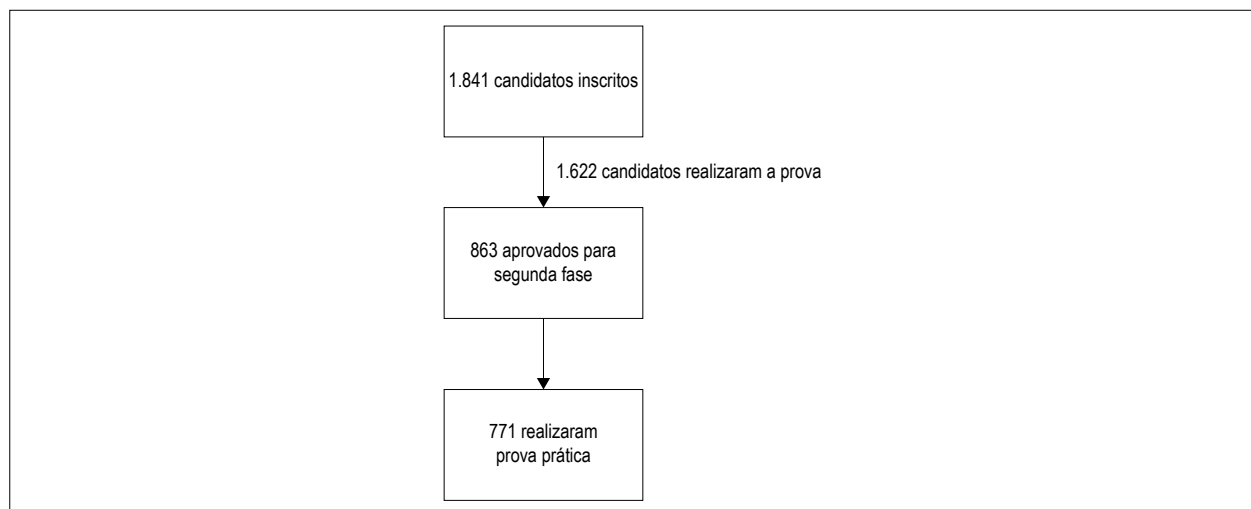 1.841 candidatos inscritos
1.622 candidatos realizaram a prova
863 aprovados para
segunda fase
771 realizaram
prova prática